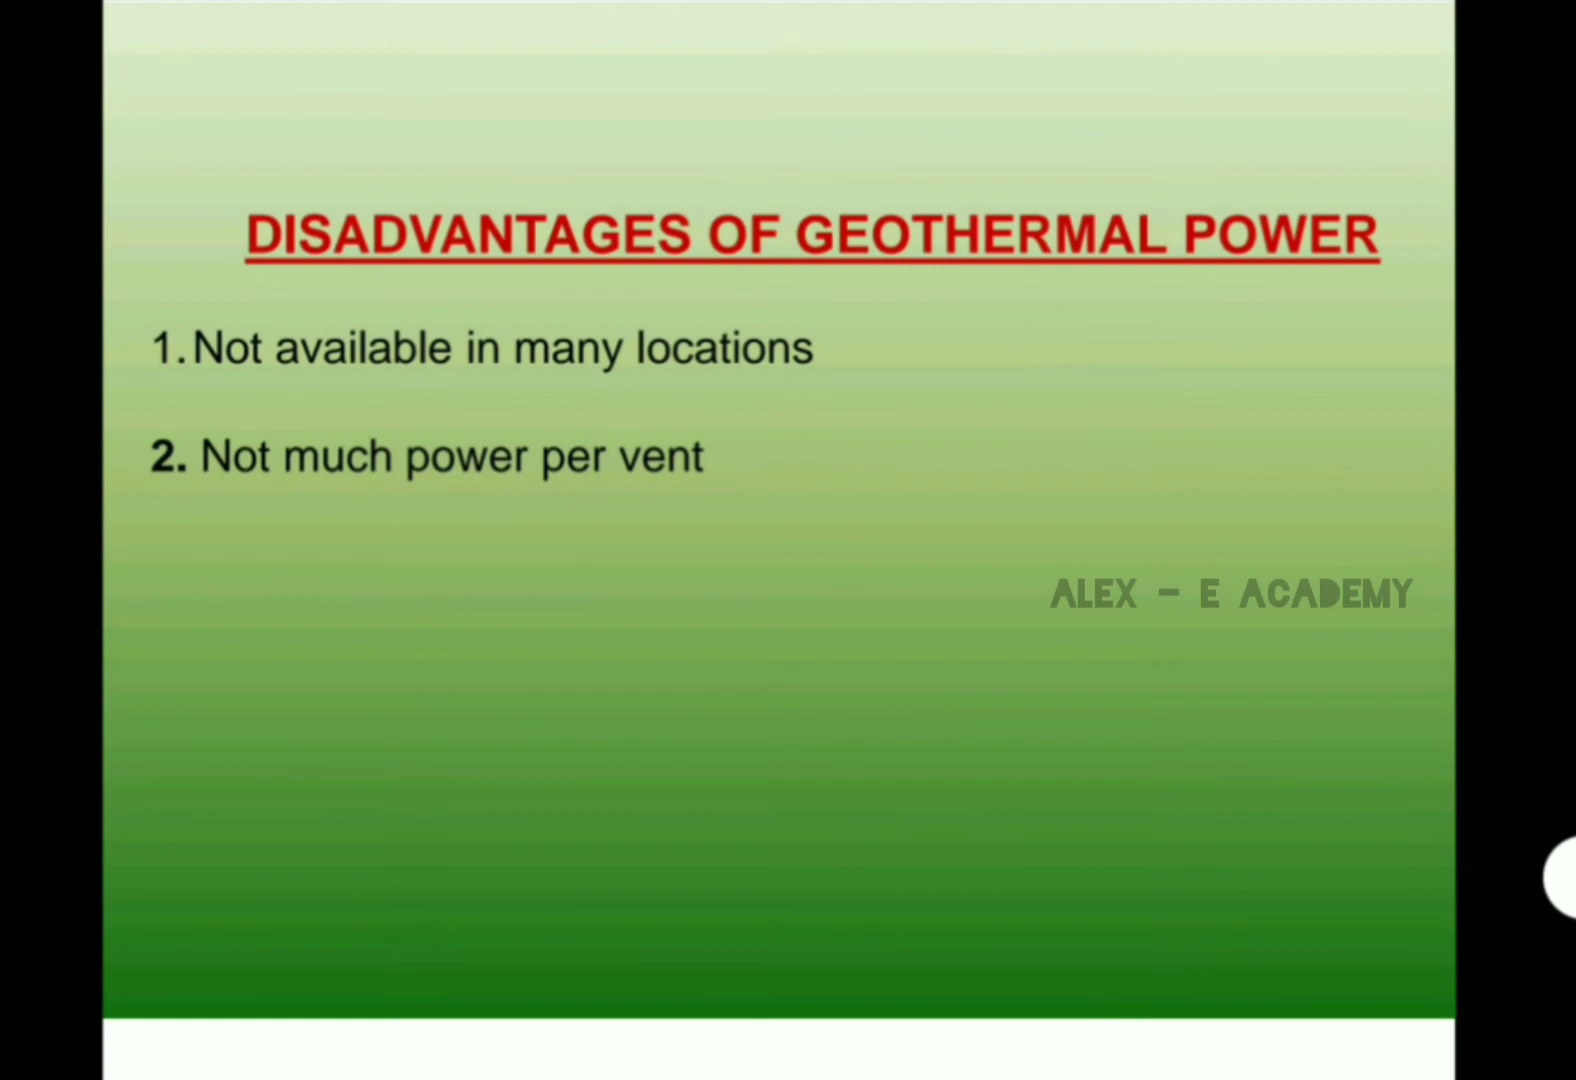 DISADVANTAGES OF GEOTHERMAL POWER
1. Not available in many locations
2. Not much power per vent
ALEX - E ACADEMY